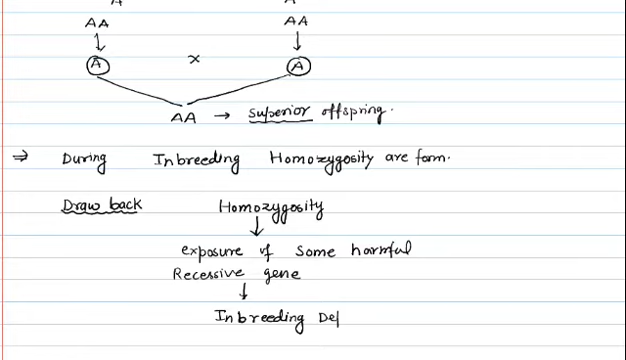 AA AA
A × A
AA → superior offspring.
⇒ During Inbreeding Homozygosity are form.
Draw back Homozygosity
↓
exposure of some harmful
Recessive gene
↓
Inbreeding Def